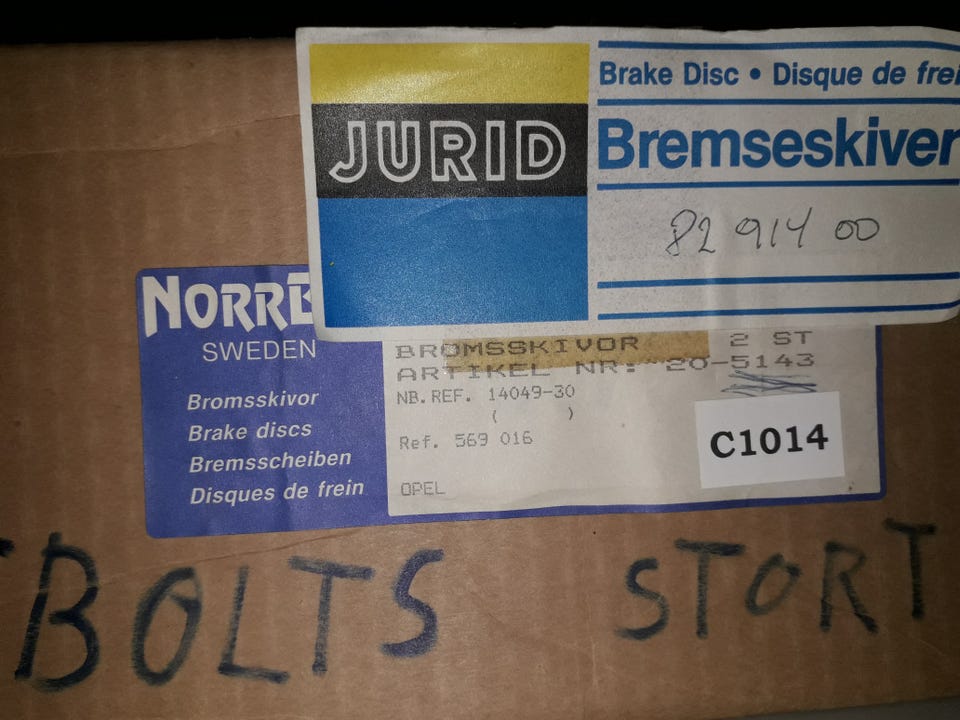 Brake Disc • Disque de frei
JURID
Bremseskiver
82 914 00
NORRB
SWEDEN
Bromsskivor
Brake discs
Bremsscheiben
Disques de frein
BROMSSKIVOR 2 ST
ARTIKEL NR: 20-5143
NB.REF. 14049-30
( )
Ref. 569 016
C1014
OPEL
BOLTS STORT